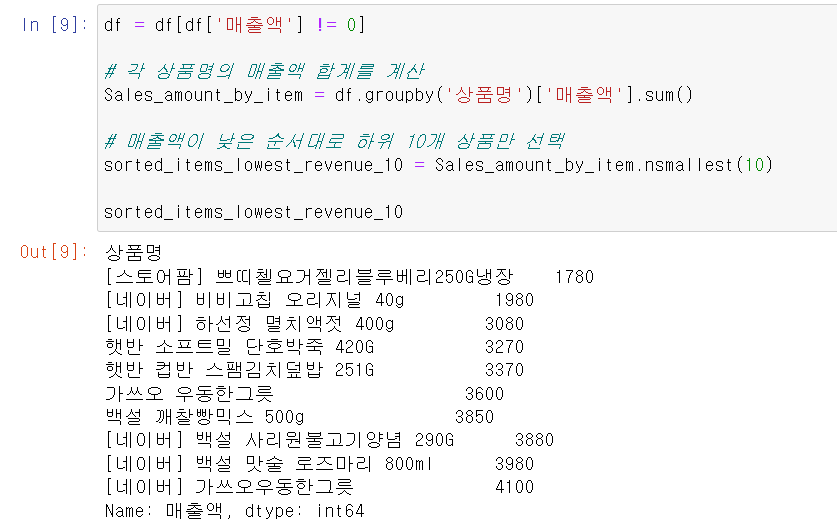 In [9]: df = df[df['매출액'] != 0]
# 각 상품명의 매출액 합계를 계산
Sales_amount_by_item = df.groupby('상품명')['매출액'].sum()
# 매출액이 낮은 순서대로 하위 10개 상품만 선택
sorted_items_lowest_revenue_10 = Sales_amount_by_item.nsmallest(10)
sorted_items_lowest_revenue_10
Out[9]: 상품명
[스토어팜] 쁘띠첼요거젤리블루베리250G냉장 1780
[네이버] 비비고칩 오리지널 40g 1980
[네이버] 하선정 멸치액젓 400g 3080
햇반 소프트밀 단호박죽 420G 3270
햇반 컵반 스팸김치덮밥 251G 3370
가쓰오 우동한그릇 3600
백설 깨찰빵믹스 500g 3850
[네이버] 백설 사리원불고기양념 290G 3880
[네이버] 백설 맛술 로즈마리 800ml 3980
[네이버] 가쓰오우동한그릇 4100
Name: 매출액, dtype: int64